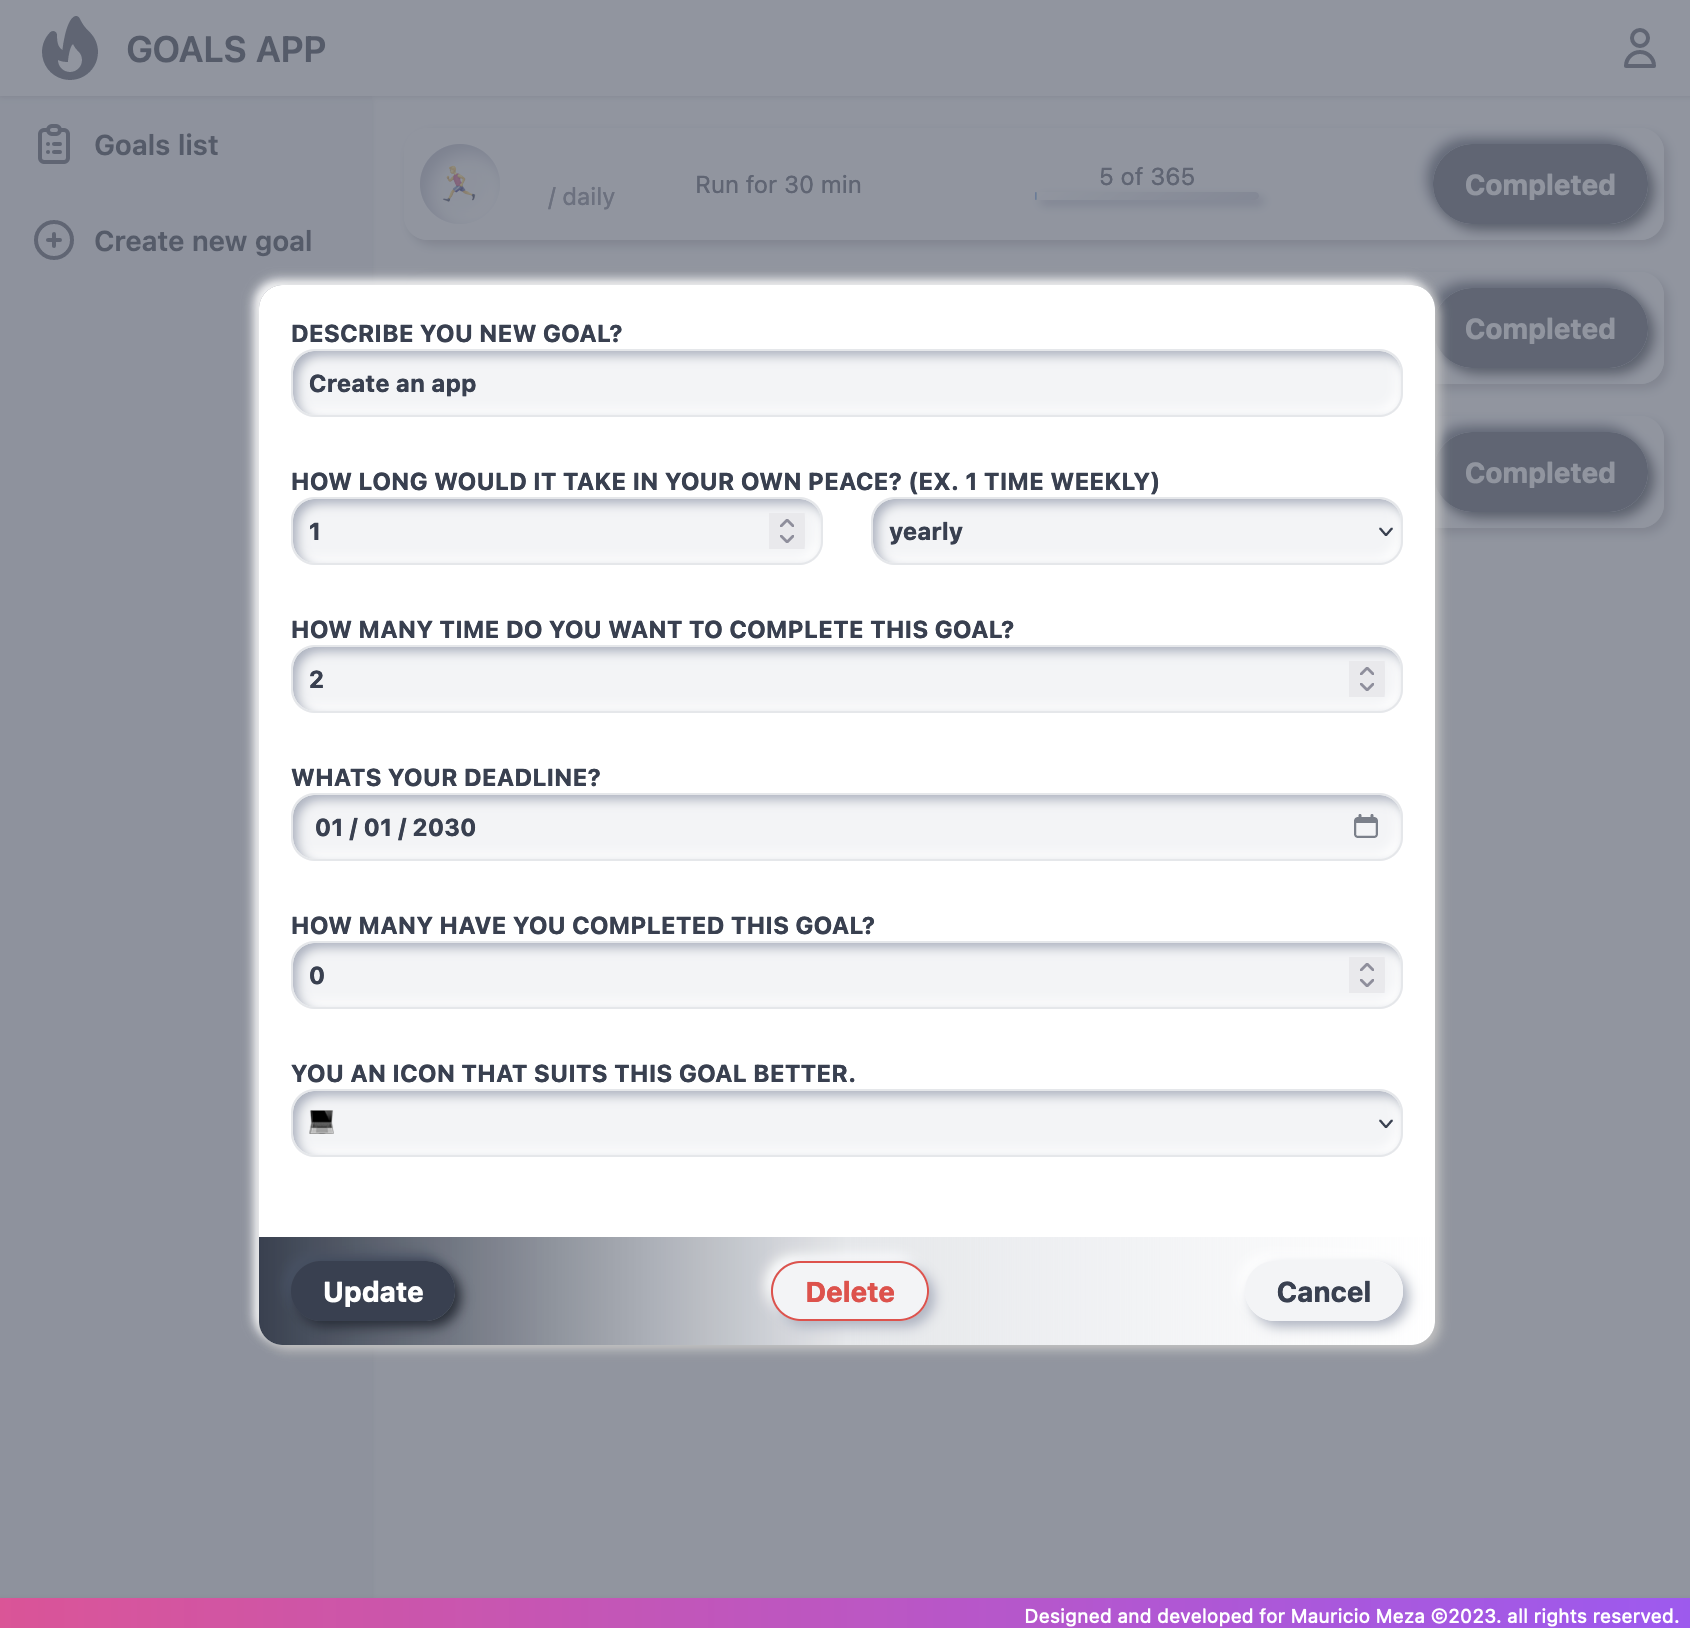 GOALS APP
Goals list
Create new goal
/ daily
Run for 30 min
5 of 365
Completed
Completed
Completed
DESCRIBE YOU NEW GOAL?
Create an app
HOW LONG WOULD IT TAKE IN YOUR OWN PEACE? (EX. 1 TIME WEEKLY)
1
yearly
HOW MANY TIME DO YOU WANT TO COMPLETE THIS GOAL?
2
WHATS YOUR DEADLINE?
01 / 01 / 2030
HOW MANY HAVE YOU COMPLETED THIS GOAL?
0
YOU AN ICON THAT SUITS THIS GOAL BETTER.
Update
Delete
Cancel
Designed and developed for Mauricio Meza ©2023. all rights reserved.